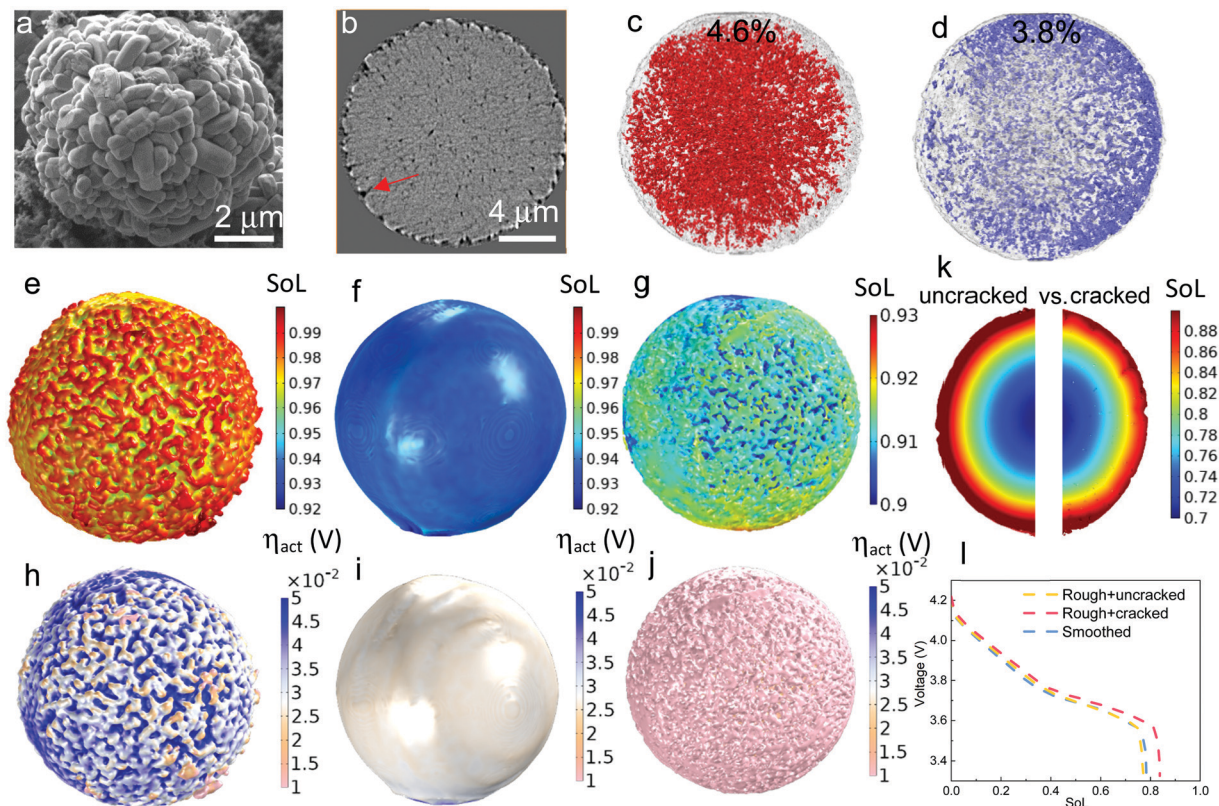 a
2 μm
b
4 μm
c
4.6%
d
3.8%
e
SoL
0.99
0.98
0.97
0.96
0.95
0.94
0.93
0.92
f
SoL
0.99
0.98
0.97
0.96
0.95
0.94
0.93
0.92
g
SoL
0.93
0.92
0.91
0.9
k
uncracked vs. cracked
SoL
0.88
0.86
0.84
0.82
0.8
0.78
0.76
0.74
0.72
0.7
h
ηact (V)
×10⁻²
5
4.5
4
3.5
3
2.5
2
1.5
1
i
ηact (V)
×10⁻²
5
4.5
4
3.5
3
2.5
2
1.5
1
j
ηact (V)
×10⁻²
5
4.5
4
3.5
3
2.5
2
1.5
1
l
Rough+uncracked
Rough+cracked
Smoothed
Voltage (V)
4.2
4.0
3.8
3.6
3.4
0.0 0.2 0.4 0.6 0.8 1.0
SoL